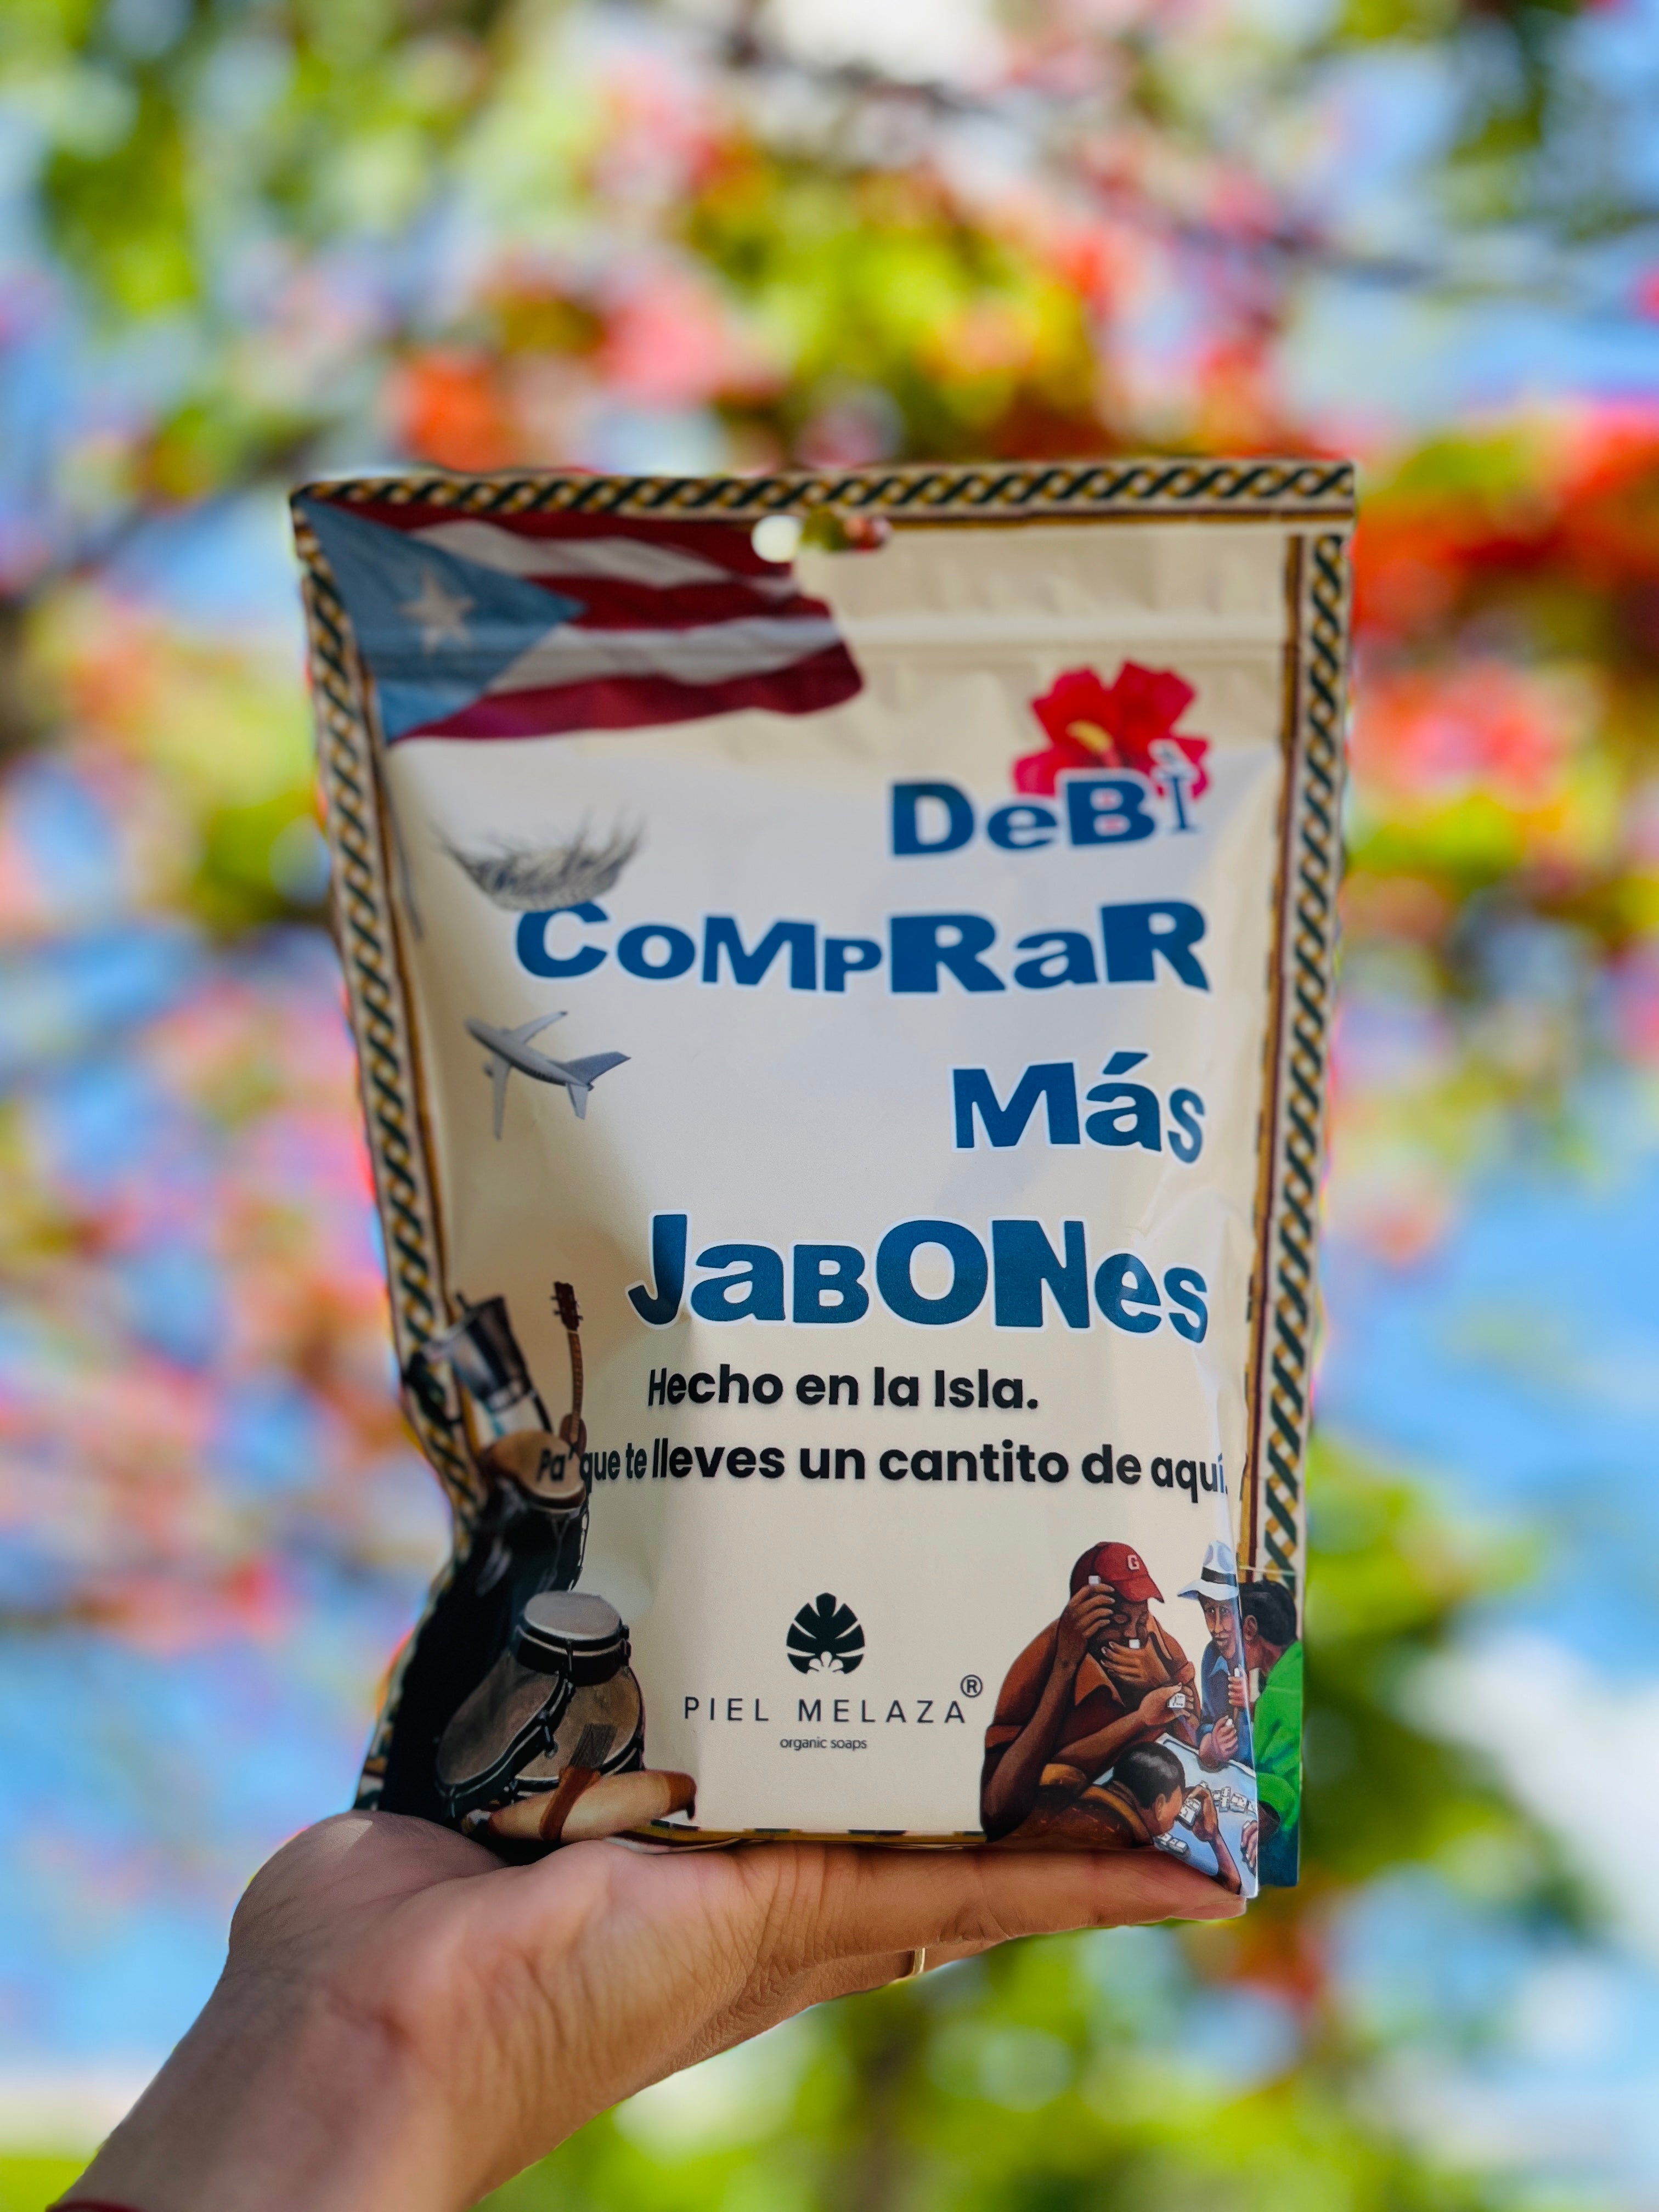 DeBÍ
CoMpRaR
Más
JaBONes
Hecho en la Isla.
Pa' que te lleves un cantito de aquí.
PIEL MELAZA®
organic soaps
G